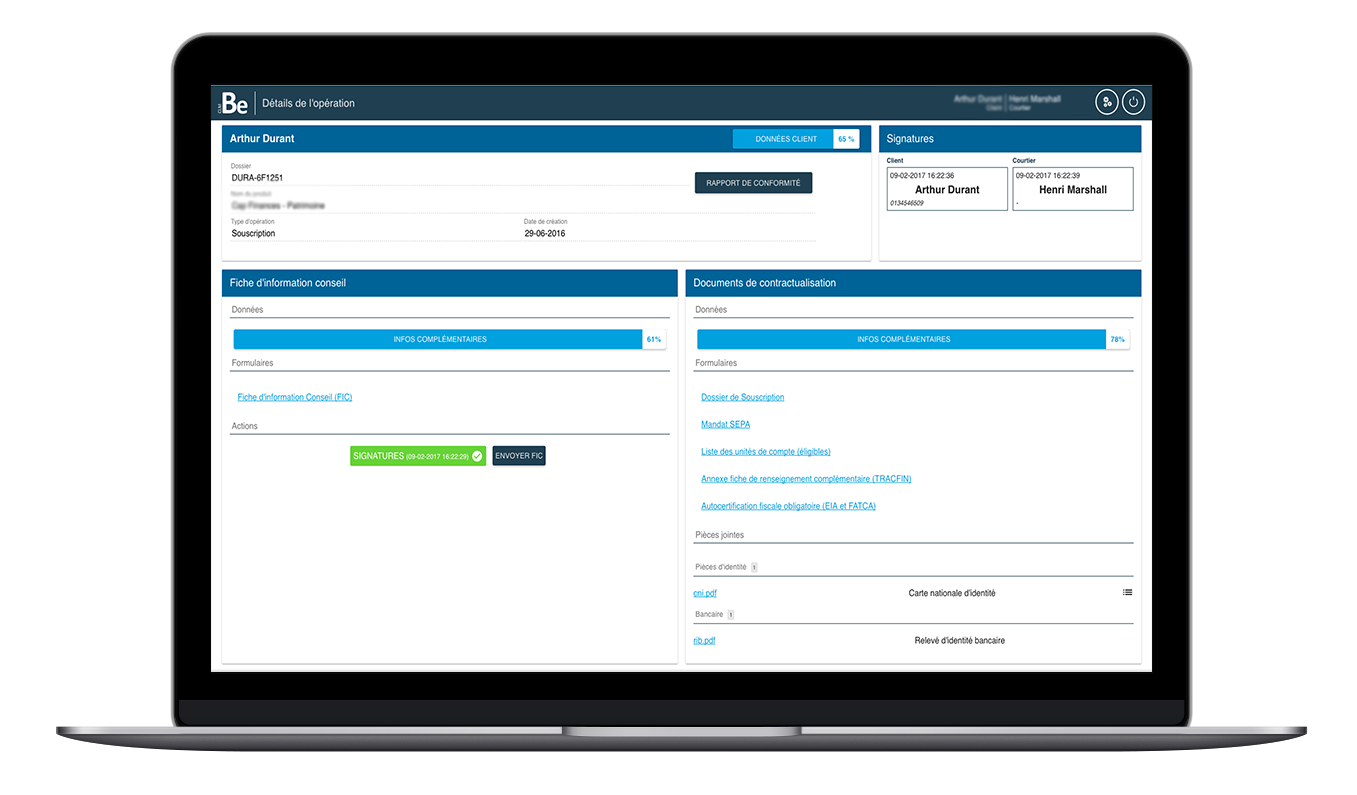 CLM
Be
Détails de l'opération
Arthur Durant | Henri Marshall
Client | Courtier
Arthur Durant
DONNÉES CLIENT
65 %
Dossier
DURA-6F1251
RAPPORT DE CONFORMITÉ
Nom du produit
Cap Finances - Patrimoine
Type d'opération
Date de création
Souscription
29-06-2016
Signatures
Client
Courtier
09-02-2017 16:22:36
09-02-2017 16:22:39
Arthur Durant
Henri Marshall
0134546509
-
Fiche d'information conseil
Données
INFOS COMPLÉMENTAIRES
61%
Formulaires
Fiche d'information Conseil (FIC)
Actions
SIGNATURES (09-02-2017 16:22:29)
ENVOYER FIC
Documents de contractualisation
Données
INFOS COMPLÉMENTAIRES
78%
Formulaires
Dossier de Souscription
Mandat SEPA
Liste des unités de compte (éligibles)
Annexe fiche de renseignement complémentaire (TRACFIN)
Autocertification fiscale obligatoire (EIA et FATCA)
Pièces jointes
Pièces d'identité 1
cni.pdf
Carte nationale d'identité
Bancaire 1
rib.pdf
Relevé d'identité bancaire